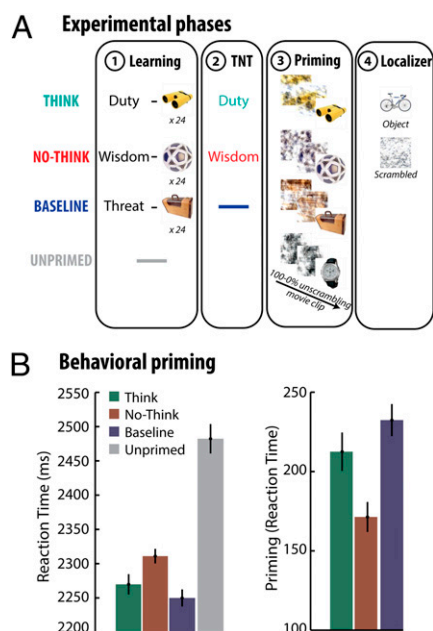 A Experimental phases
1 Learning 2 TNT 3 Priming 4 Localizer
THINK Duty Duty
x 24 Object
NO-THINK Wisdom Wisdom
x 24 Scrambled
BASELINE Threat
x 24
UNPRIMED
100-0% unscrambling
movie clip
B Behavioral priming
Reaction Time (ms)
2550
2500
2450
2400
2350
2300
2250
2200
Think
No-Think
Baseline
Unprimed
Priming (Reaction Time)
250
200
150
100